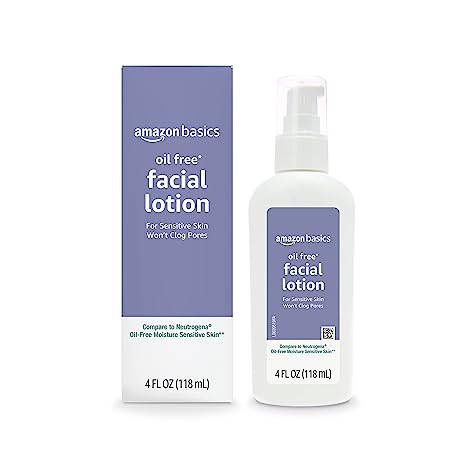 amazon basics
oil free*
facial
lotion
For Sensitive Skin
Won't Clog Pores
Compare to Neutrogena®
Oil-Free Moisture Sensitive Skin**
4 FL OZ (118 mL)
amazon basics
oil free*
facial
lotion
For Sensitive Skin
Won't Clog Pores
Compare to Neutrogena®
Oil-Free Moisture Sensitive Skin**
4 FL OZ (118 mL)